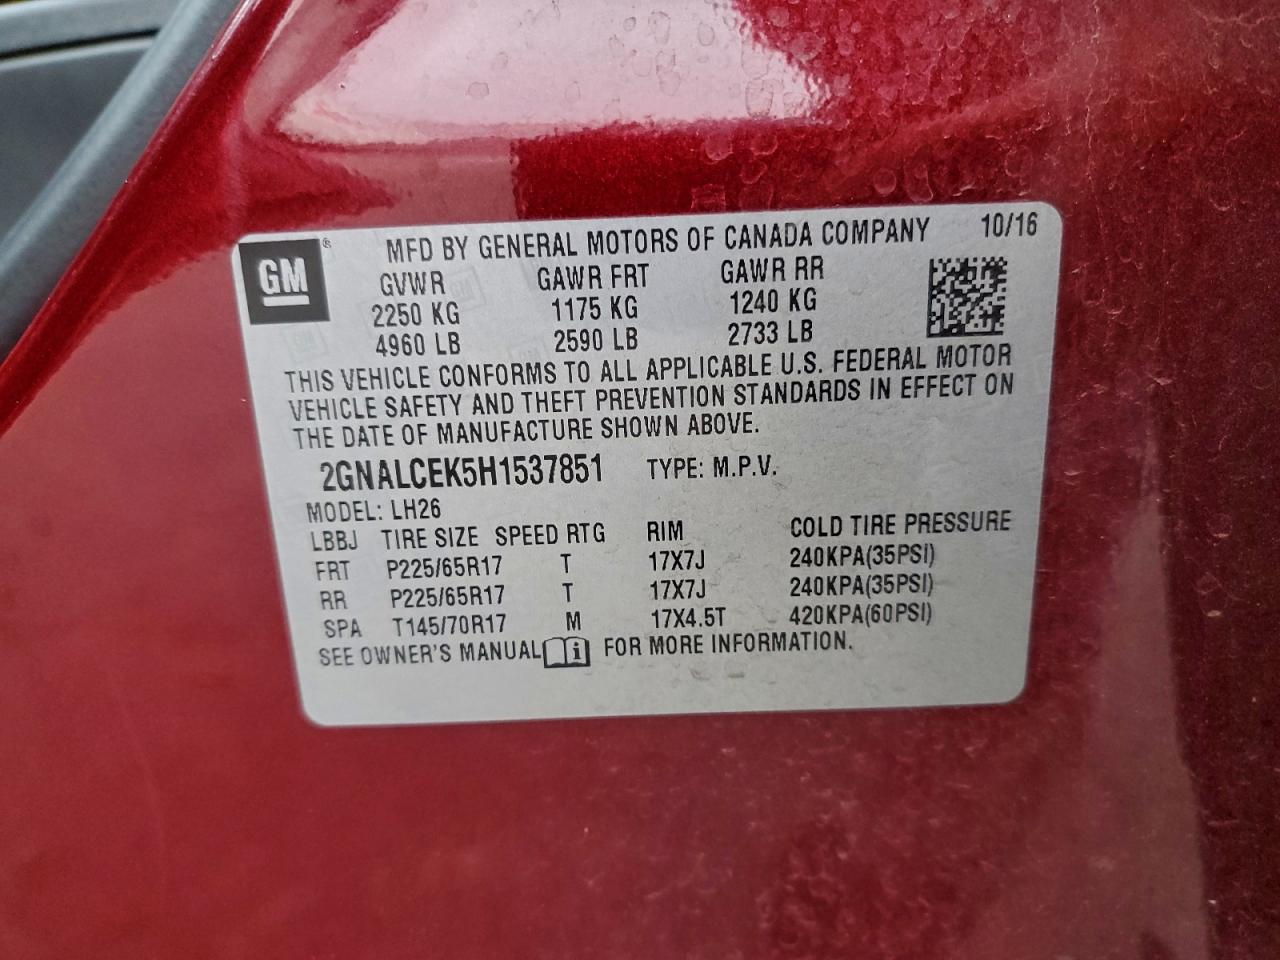 GM ® MFD BY GENERAL MOTORS OF CANADA COMPANY 10/16
GVWR GAWR FRT GAWR RR
2250 KG 1175 KG 1240 KG
4960 LB 2590 LB 2733 LB
THIS VEHICLE CONFORMS TO ALL APPLICABLE U.S. FEDERAL MOTOR
VEHICLE SAFETY AND THEFT PREVENTION STANDARDS IN EFFECT ON
THE DATE OF MANUFACTURE SHOWN ABOVE.
2GNALCEK5H1537851 TYPE: M.P.V.
MODEL: LH26
LBBJ TIRE SIZE SPEED RTG RIM COLD TIRE PRESSURE
FRT P225/65R17 T 17X7J 240KPA(35PSI)
RR P225/65R17 T 17X7J 240KPA(35PSI)
SPA T145/70R17 M 17X4.5T 420KPA(60PSI)
SEE OWNER'S MANUAL i FOR MORE INFORMATION.